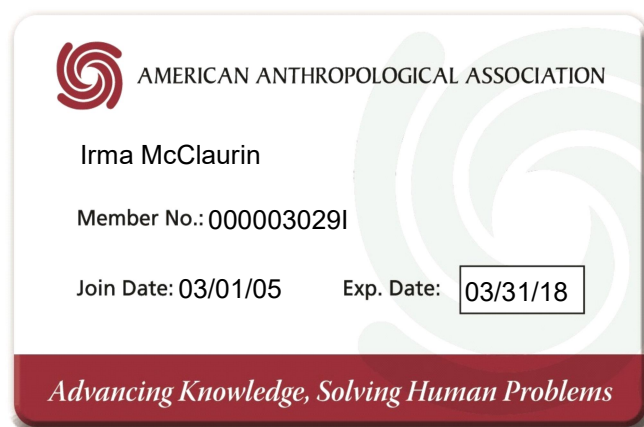 AMERICAN ANTHROPOLOGICAL ASSOCIATION
Irma McClaurin
Member No.: 000003029I
Join Date: 03/01/05 Exp. Date: 03/31/18
Advancing Knowledge, Solving Human Problems